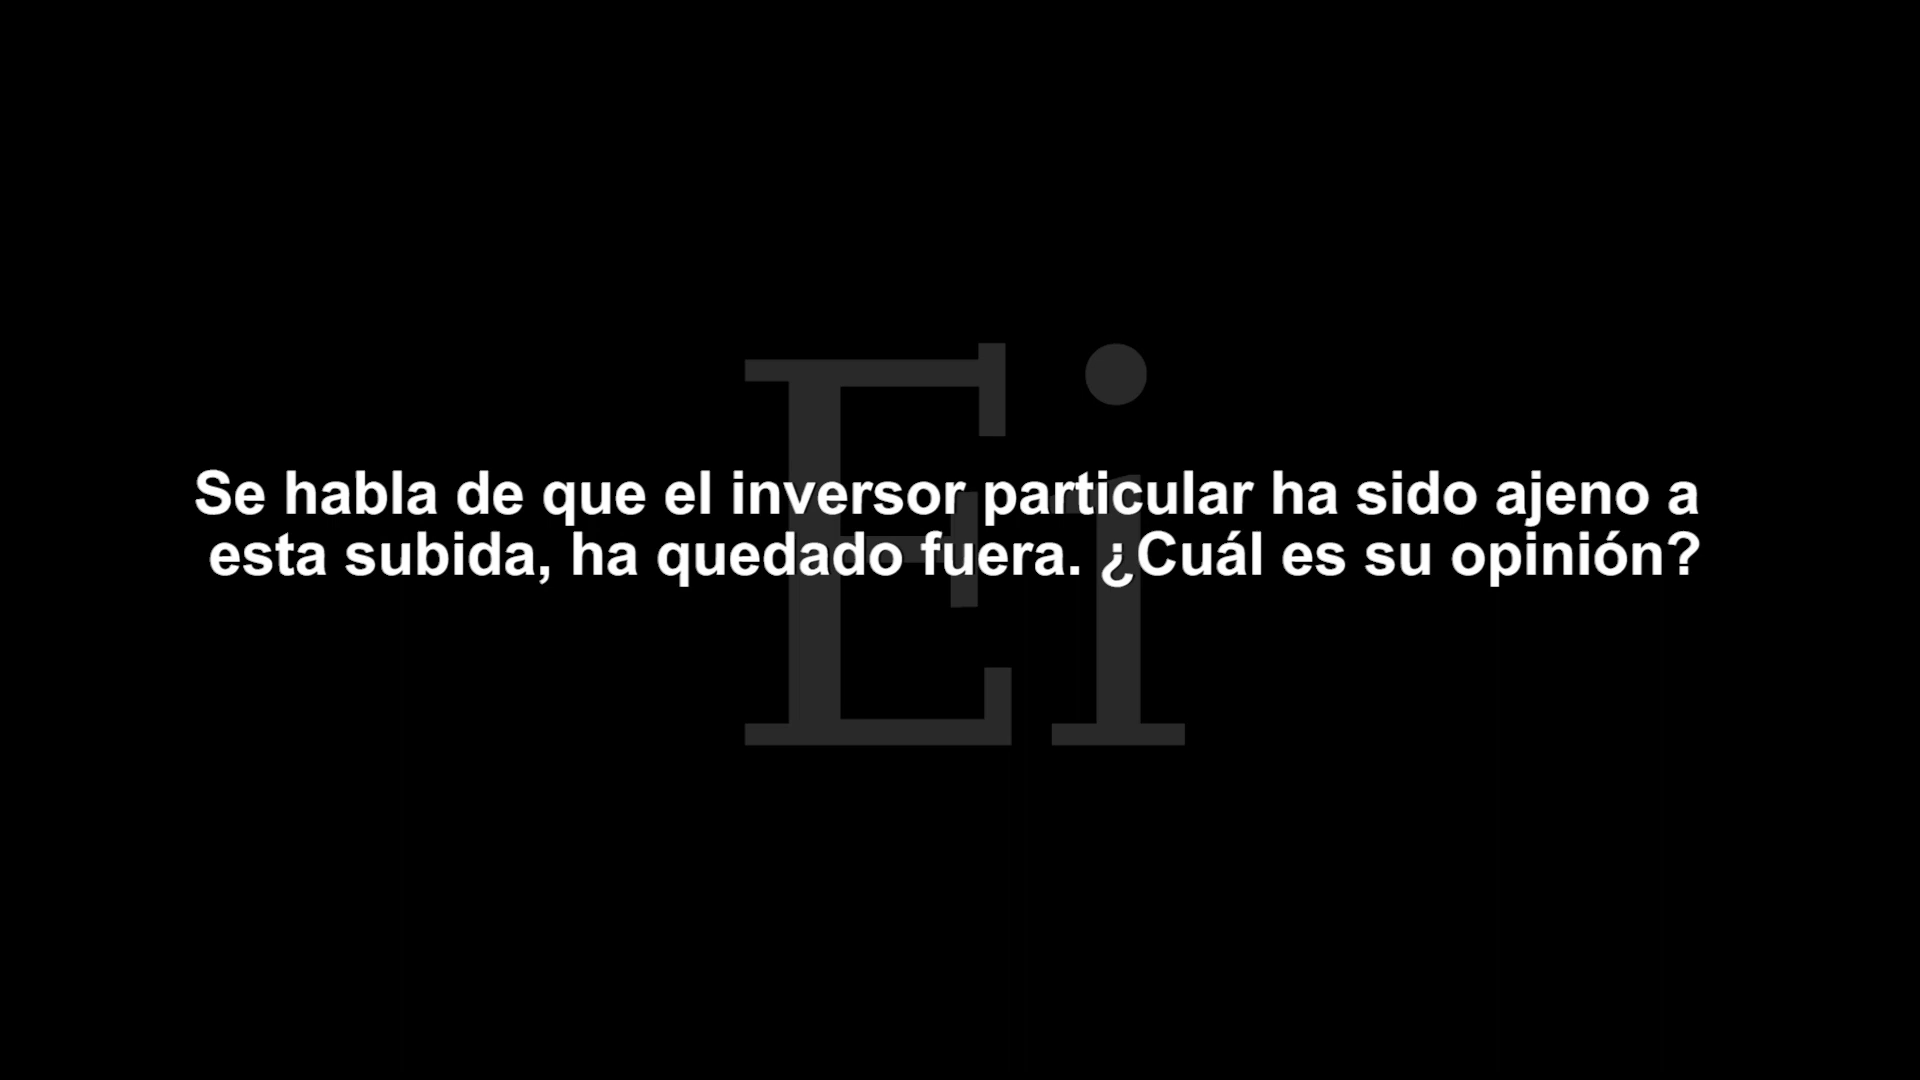 Ei
Se habla de que el inversor particular ha sido ajeno a
esta subida, ha quedado fuera. ¿Cuál es su opinión?